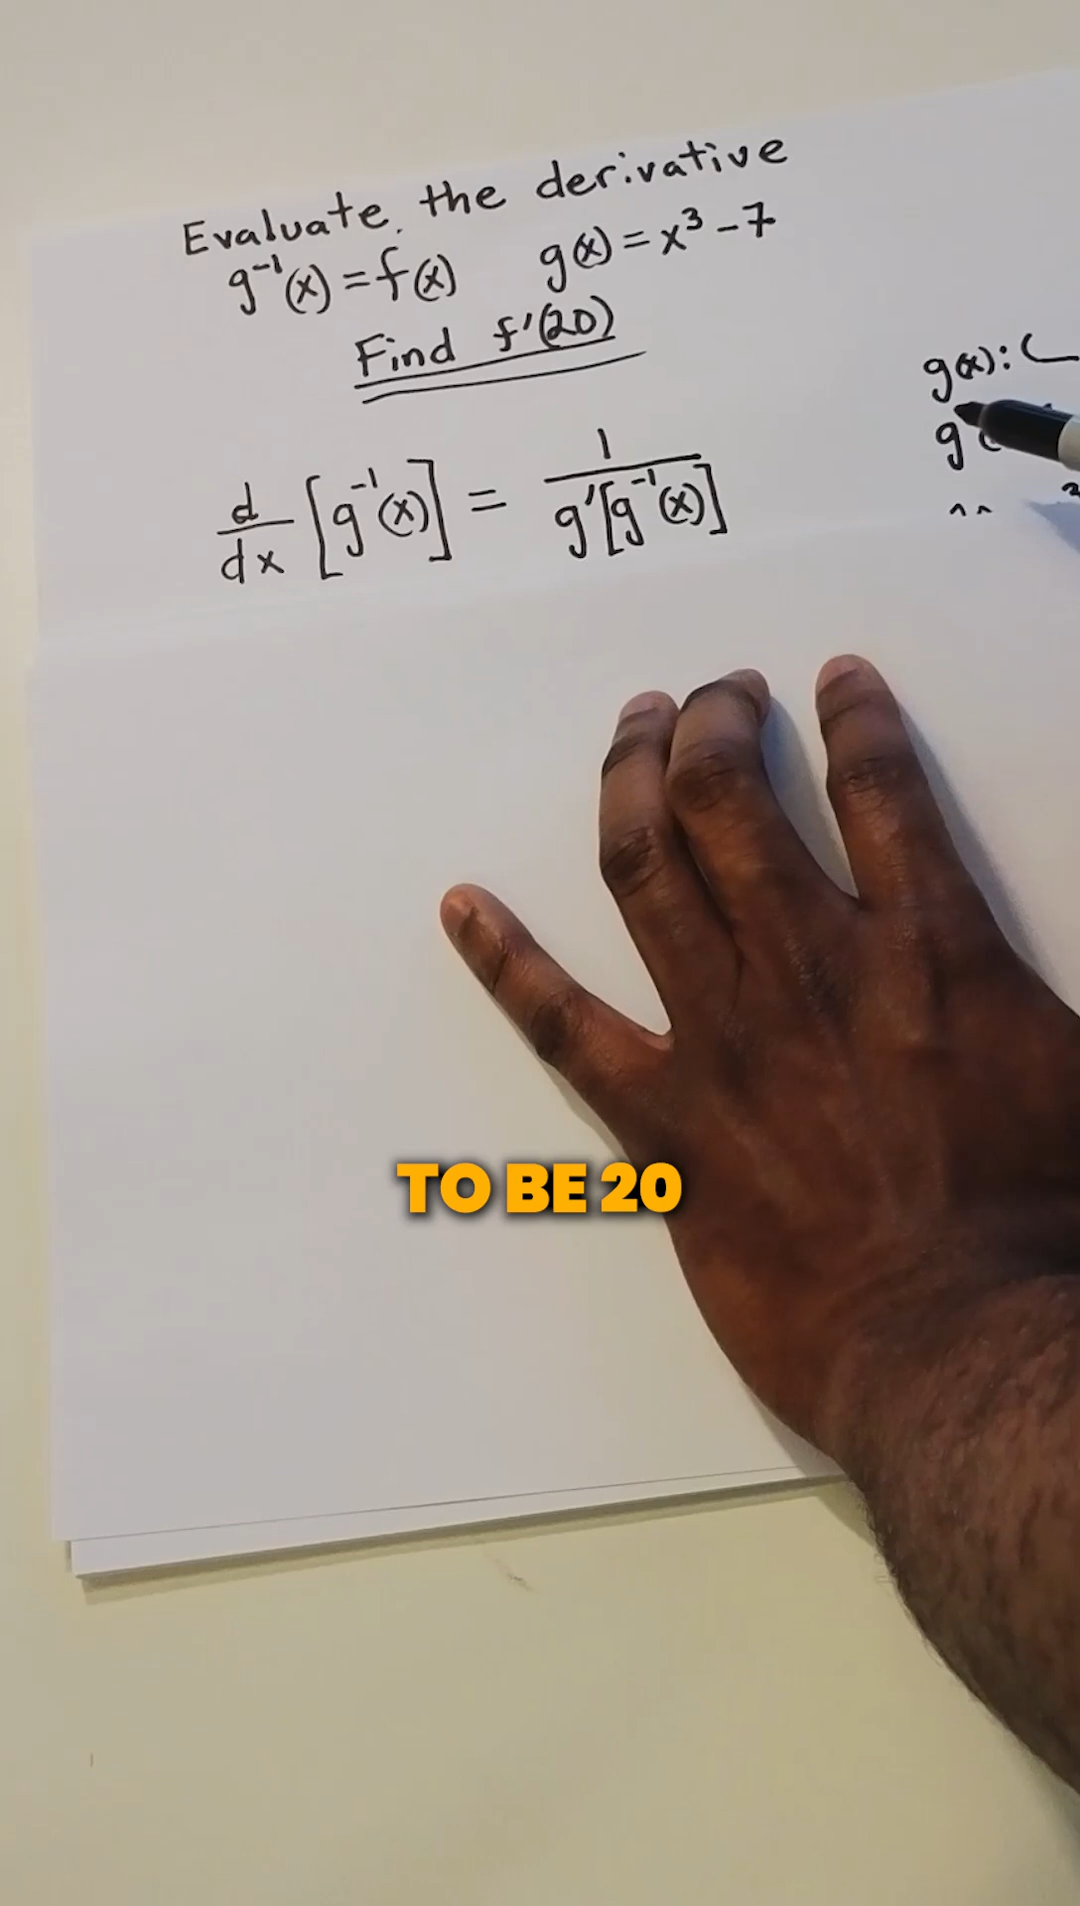 Evaluate the derivative
g⁻¹(x) = f(x) g(x) = x³ - 7
Find f'(20)
d/dx [g⁻¹(x)] = 1/g'[g⁻¹(x)]
g(x): (
g
TO BE 20